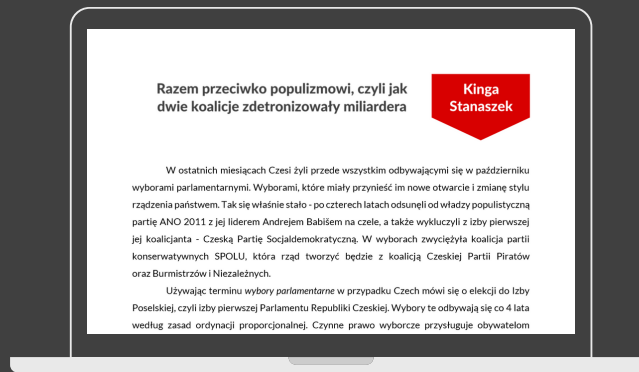 Razem przeciwko populizmowi, czyli jak
dwie koalicje zdetronizowały miliardera
Kinga
Stanaszek
W ostatnich miesiącach Czesi żyli przede wszystkim odbywającymi się w październiku
wyborami parlamentarnymi. Wyborami, które miały przynieść im nowe otwarcie i zmianę stylu
rządzenia państwem. Tak się właśnie stało - po czterech latach odsunęli od władzy populistyczną
partię ANO 2011 z jej liderem Andrejem Babišem na czele, a także wykluczyli z izby pierwszej
jej koalicjanta - Czeską Partię Socjaldemokratyczną. W wyborach zwyciężyła koalicja partii
konserwatywnych SPOLU, która rząd tworzyć będzie z koalicją Czeskiej Partii Piratów
oraz Burmistrzów i Niezależnych.
Używając terminu wybory parlamentarne w przypadku Czech mówi się o elekcji do Izby
Poselskiej, czyli izby pierwszej Parlamentu Republiki Czeskiej. Wybory te odbywają się co 4 lata
według zasad ordynacji proporcjonalnej. Czynne prawo wyborcze przysługuje obywatelom